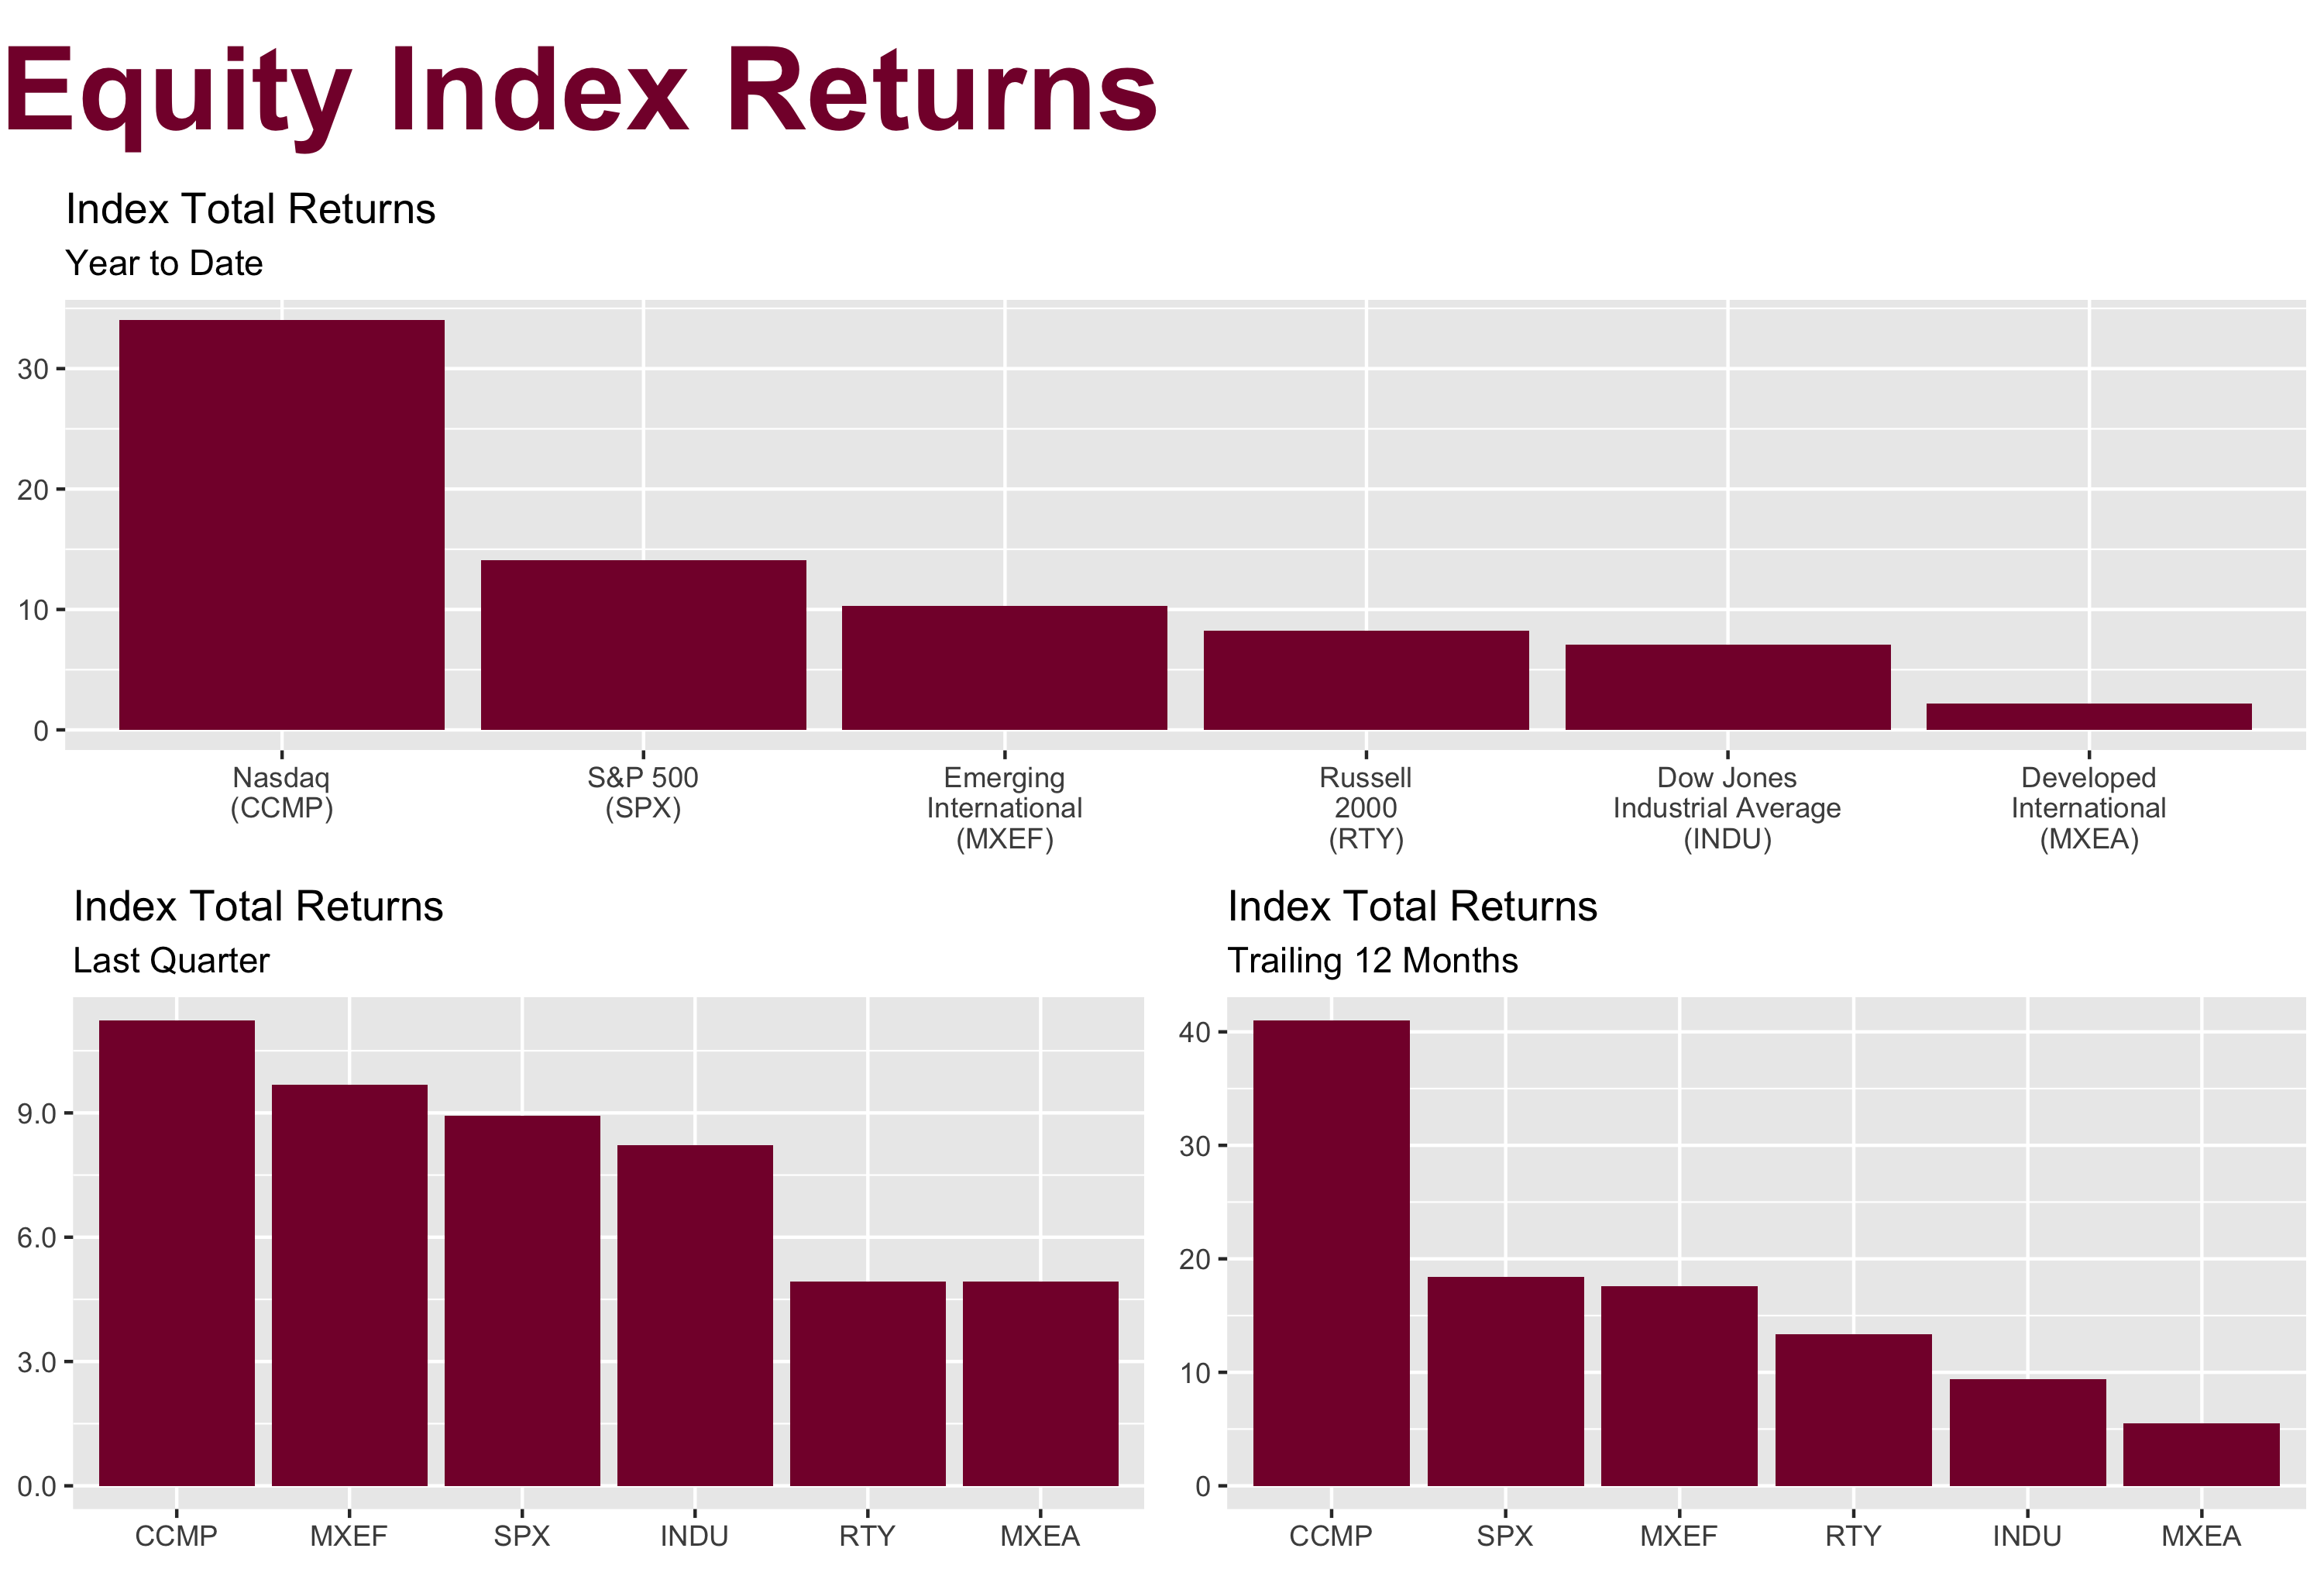 Equity Index Returns
Index Total Returns
Year to Date
30
20
10
0
Nasdaq
(CCMP)
S&P 500
(SPX)
Emerging
International
(MXEF)
Russell
2000
(RTY)
Dow Jones
Industrial Average
(INDU)
Developed
International
(MXEA)
Index Total Returns
Last Quarter
9.0
6.0
3.0
0.0
CCMP
MXEF
SPX
INDU
RTY
MXEA
Index Total Returns
Trailing 12 Months
40
30
20
10
0
CCMP
SPX
MXEF
RTY
INDU
MXEA